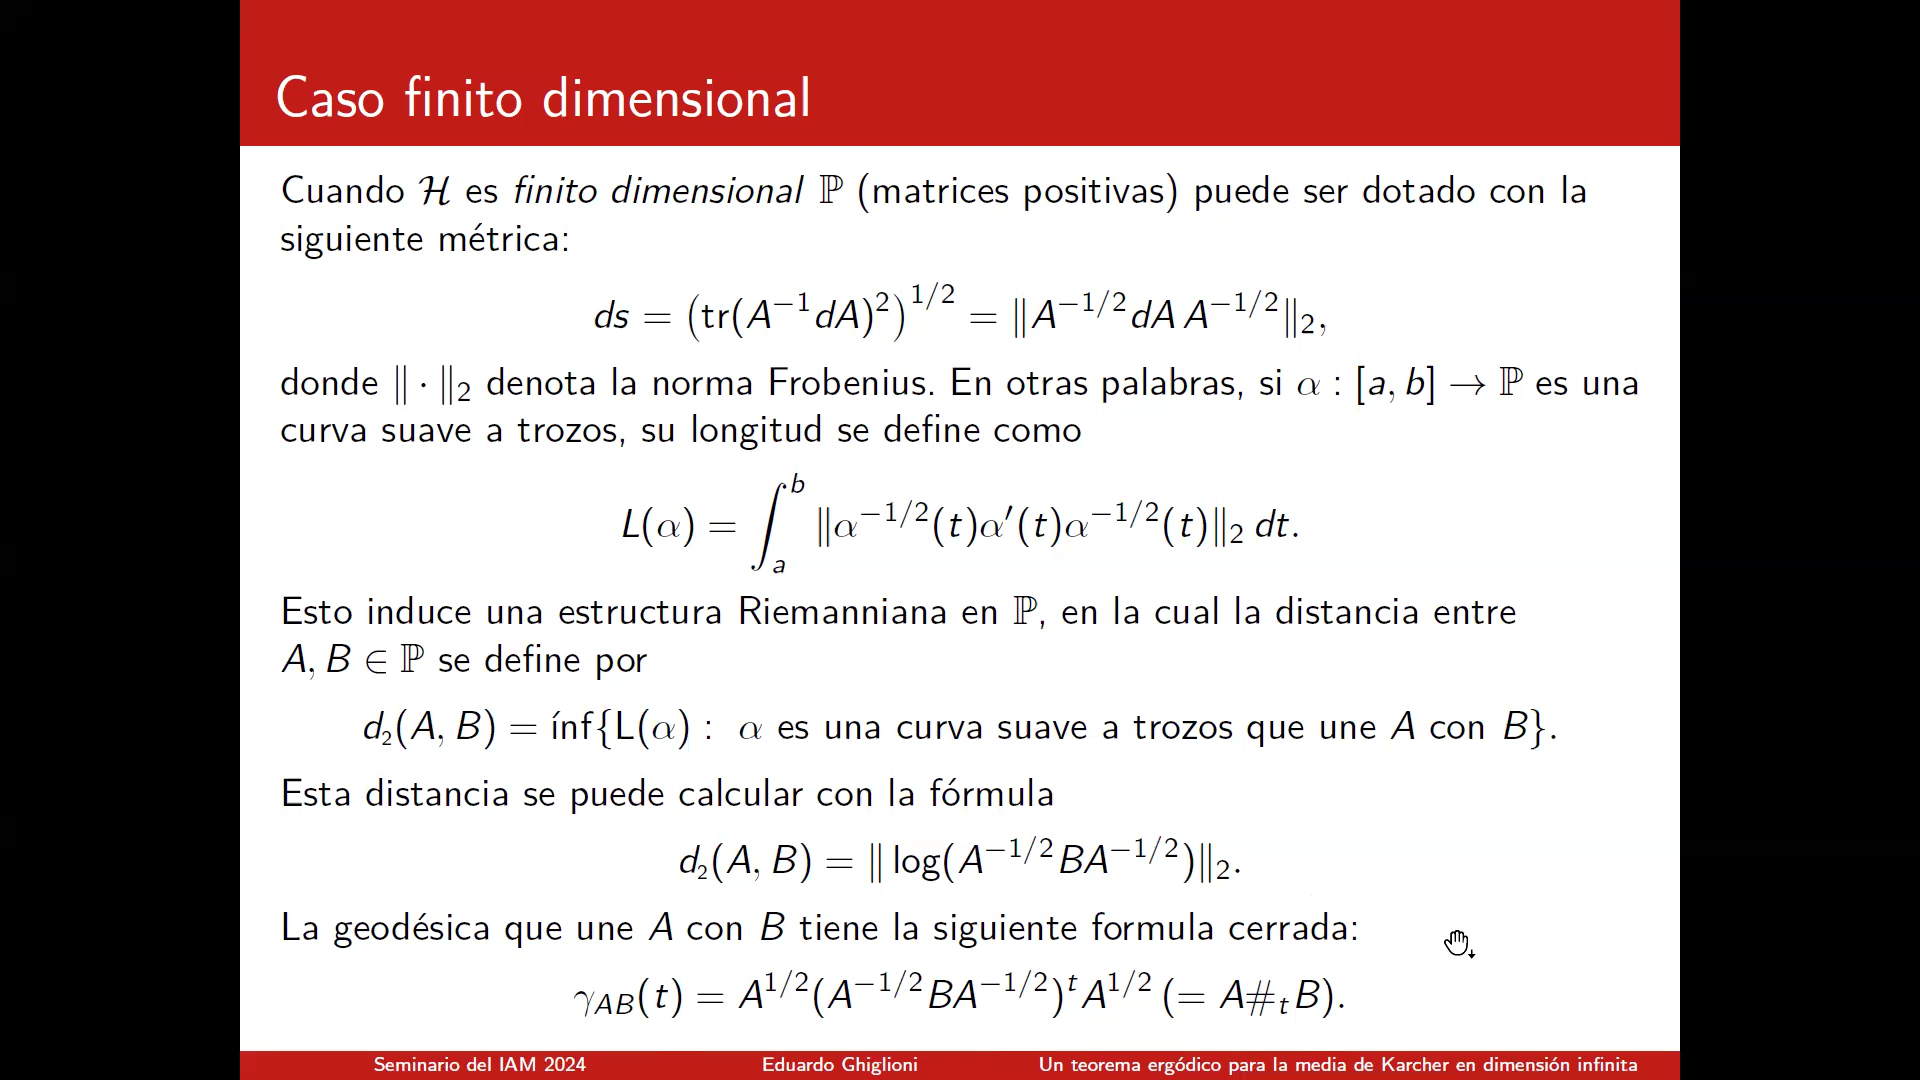 Caso finito dimensional
Cuando ℋ es finito dimensional ℙ (matrices positivas) puede ser dotado con la
siguiente métrica:
ds = (tr(A^{-1}dA)^2)^{1/2} = ‖A^{-1/2}dA A^{-1/2}‖_2,
donde ‖ · ‖_2 denota la norma Frobenius. En otras palabras, si α : [a, b] → ℙ es una
curva suave a trozos, su longitud se define como
L(α) = ∫_a^b ‖α^{-1/2}(t)α′(t)α^{-1/2}(t)‖_2 dt.
Esto induce una estructura Riemanniana en ℙ, en la cual la distancia entre
A, B ∈ ℙ se define por
d_2(A, B) = ínf{L(α) : α es una curva suave a trozos que une A con B}.
Esta distancia se puede calcular con la fórmula
d_2(A, B) = ‖ log(A^{-1/2}BA^{-1/2})‖_2.
La geodésica que une A con B tiene la siguiente formula cerrada:
γ_{AB}(t) = A^{1/2}(A^{-1/2}BA^{-1/2})^t A^{1/2} (= A#_t B).
Seminario del IAM 2024 Eduardo Ghiglioni Un teorema ergódico para la media de Karcher en dimensión infinita